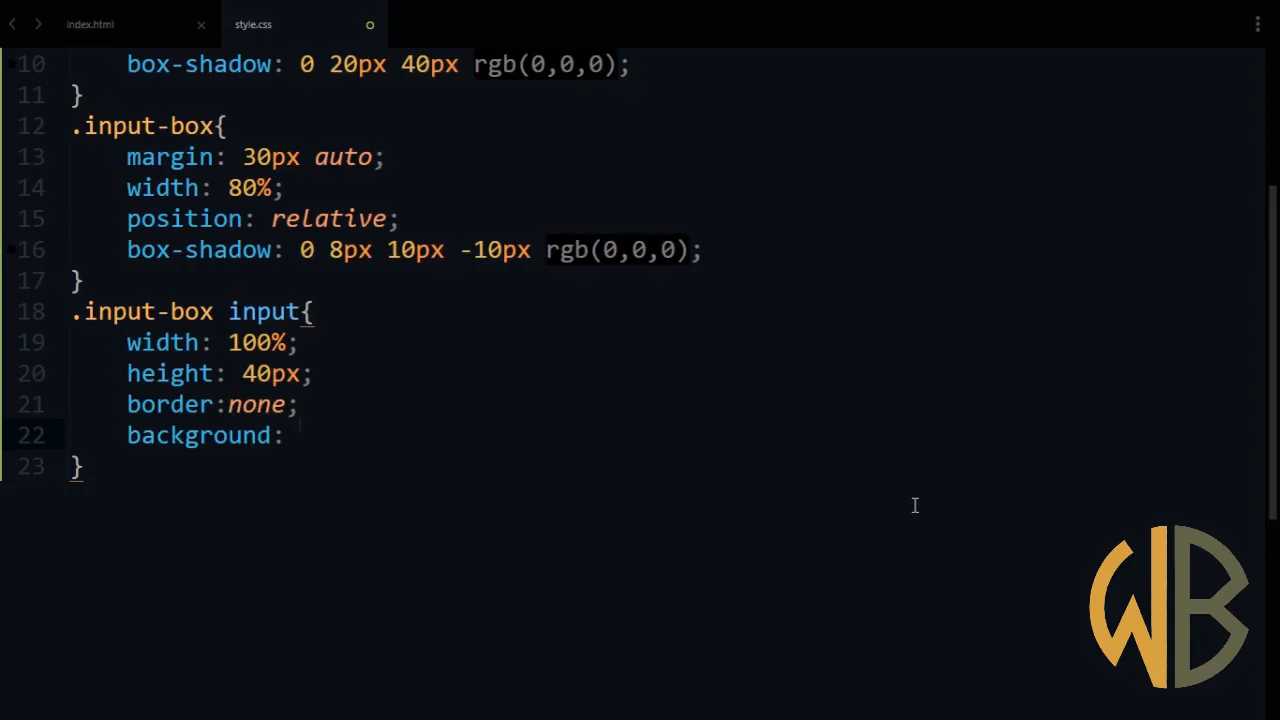 index.html
style.css
10 box-shadow: 0 20px 40px rgb(0,0,0);
11 }
12 .input-box{
13 margin: 30px auto;
14 width: 80%;
15 position: relative;
16 box-shadow: 0 8px 10px -10px rgb(0,0,0);
17 }
18 .input-box input{
19 width: 100%;
20 height: 40px;
21 border:none;
22 background:
23 }
WB